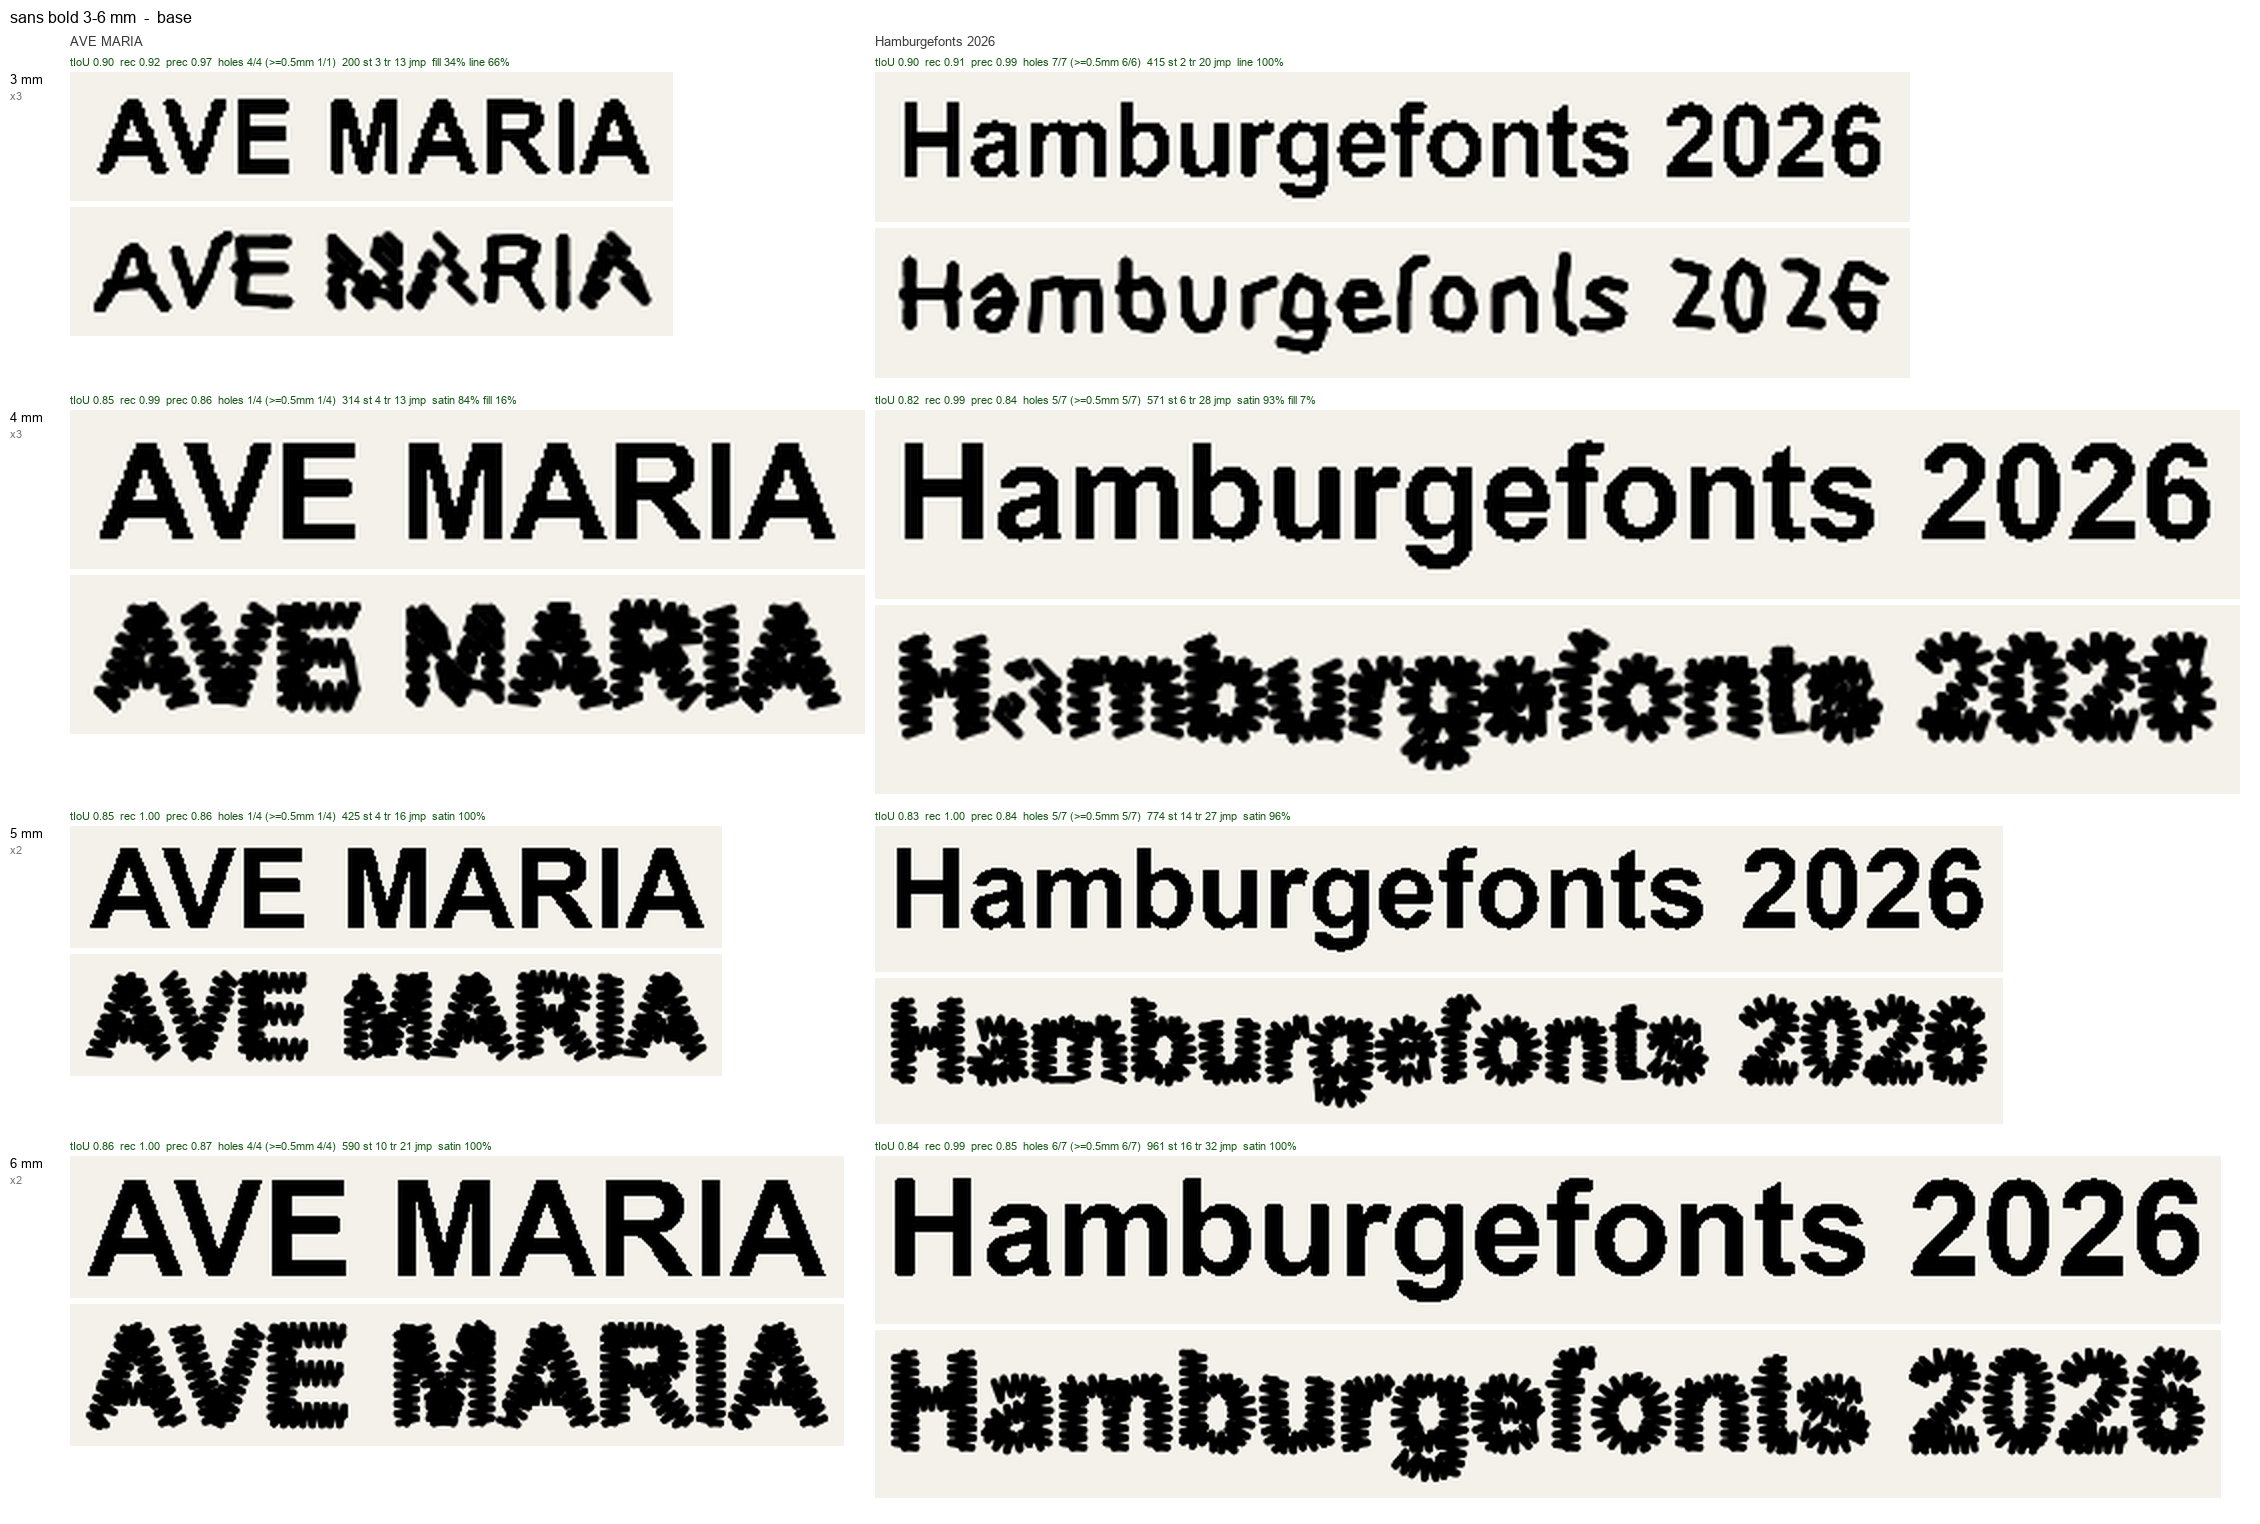 sans bold 3-6 mm - base
AVE MARIA
Hamburgefonts 2026
tIoU 0.90 rec 0.92 prec 0.97 holes 4/4 (>=0.5mm 1/1) 200 st 3 tr 13 jmp fill 34% line 66%
tIoU 0.90 rec 0.91 prec 0.99 holes 7/7 (>=0.5mm 6/6) 415 st 2 tr 20 jmp line 100%
3 mm
x3
AVE MARIA
Hamburgefonts 2026
AVE MARIA
Hamburgefonts 2026
tIoU 0.85 rec 0.99 prec 0.86 holes 1/4 (>=0.5mm 1/4) 314 st 4 tr 13 jmp satin 84% fill 16%
tIoU 0.82 rec 0.99 prec 0.84 holes 5/7 (>=0.5mm 5/7) 571 st 6 tr 28 jmp satin 93% fill 7%
4 mm
x3
AVE MARIA
Hamburgefonts 2026
AVE MARIA
Hamburgefonts 2026
tIoU 0.85 rec 1.00 prec 0.86 holes 1/4 (>=0.5mm 1/4) 425 st 4 tr 16 jmp satin 100%
tIoU 0.83 rec 1.00 prec 0.84 holes 5/7 (>=0.5mm 5/7) 774 st 14 tr 27 jmp satin 96%
5 mm
x2
AVE MARIA
Hamburgefonts 2026
AVE MARIA
Hamburgefonts 2026
tIoU 0.86 rec 1.00 prec 0.87 holes 4/4 (>=0.5mm 4/4) 590 st 10 tr 21 jmp satin 100%
tIoU 0.84 rec 0.99 prec 0.85 holes 6/7 (>=0.5mm 6/7) 961 st 16 tr 32 jmp satin 100%
6 mm
x2
AVE MARIA
Hamburgefonts 2026
AVE MARIA
Hamburgefonts 2026